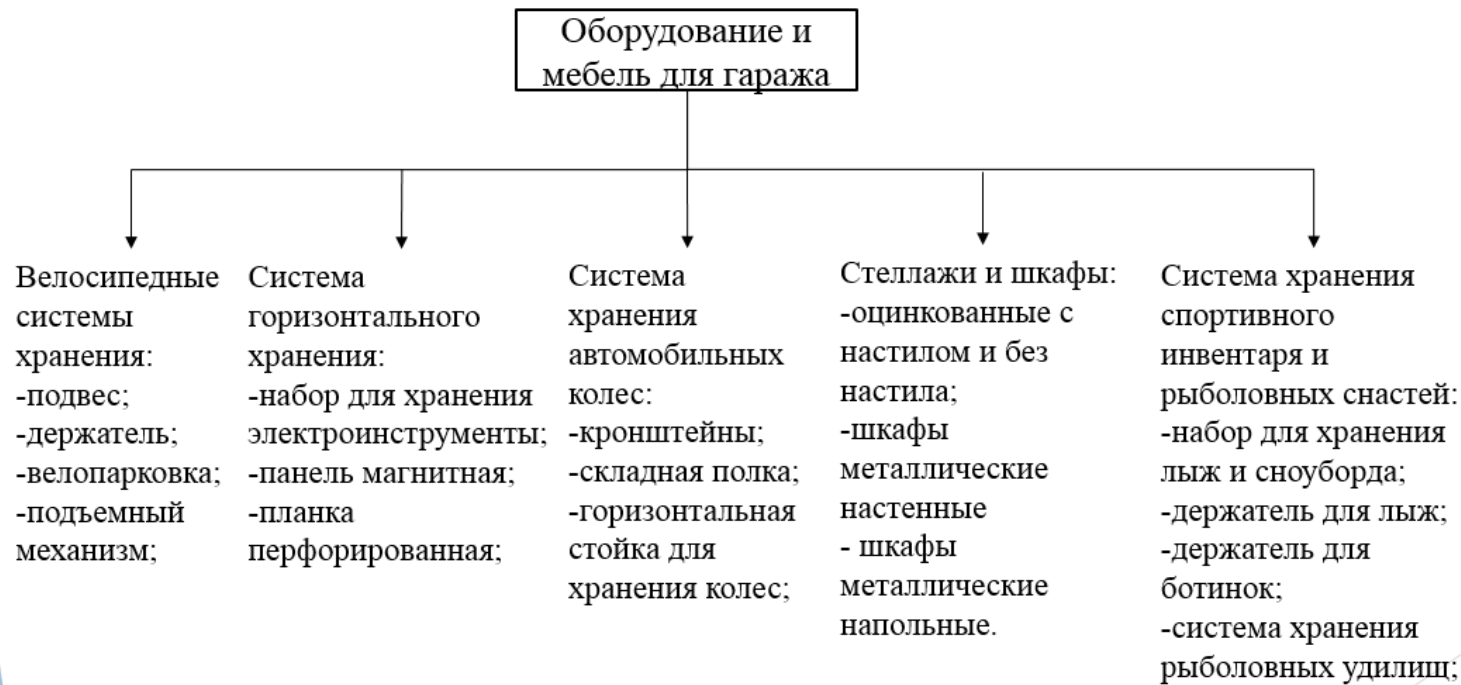 Оборудование и
мебель для гаража
Велосипедные
системы
хранения:
-подвес;
-держатель;
-велопарковка;
-подъемный
механизм;
Система
горизонтального
хранения:
-набор для хранения
электроинструменты;
-панель магнитная;
-планка
перфорированная;
Система
хранения
автомобильных
колес:
-кронштейны;
-складная полка;
-горизонтальная
стойка для
хранения колес;
Стеллажи и шкафы:
-оцинкованные с
настилом и без
настила;
-шкафы
металлические
настенные
- шкафы
металлические
напольные.
Система хранения
спортивного
инвентаря и
рыболовных снастей:
-набор для хранения
лыж и сноуборда;
-держатель для лыж;
-держатель для
ботинок;
-система хранения
рыболовных удилищ;